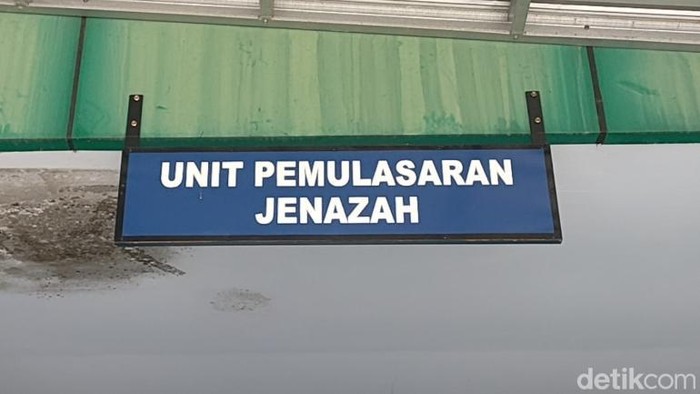 UNIT PEMULASARAN
JENAZAH
detikcom